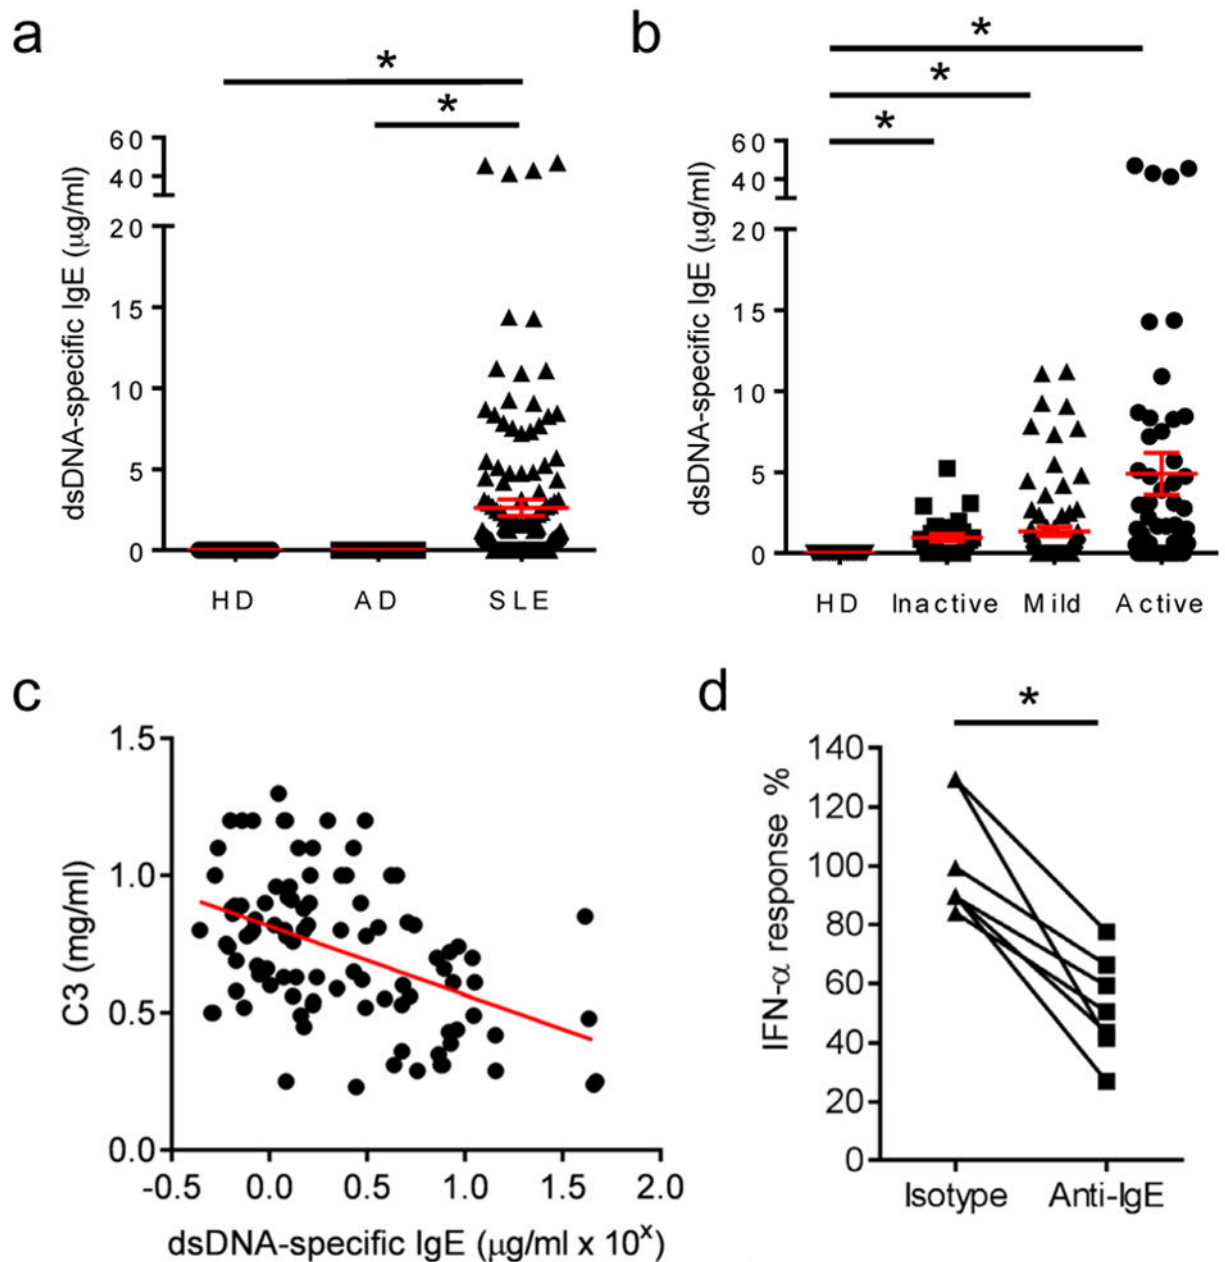 a
*
*
dsDNA-specific IgE (μg/ml)
60
40
20
15
10
5
0
HD AD SLE
b
*
*
*
dsDNA-specific IgE (μg/ml)
60
40
20
15
10
5
0
HD Inactive Mild Active
c
C3 (mg/ml)
1.5
1.0
0.5
0.0
-0.5 0.0 0.5 1.0 1.5 2.0
dsDNA-specific IgE (μg/ml x 10ˣ)
d
*
IFN-α response %
140
120
100
80
60
40
20
0
Isotype Anti-IgE